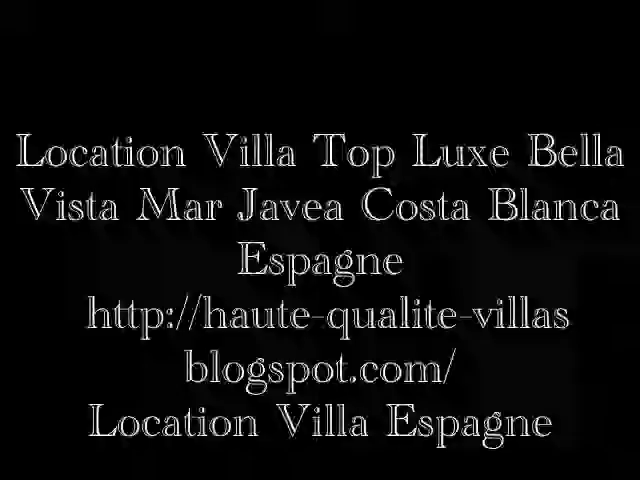 Location Villa Top Luxe Bella
Vista Mar Javea Costa Blanca
Espagne
http://haute-qualite-villas
blogspot.com/
Location Villa Espagne